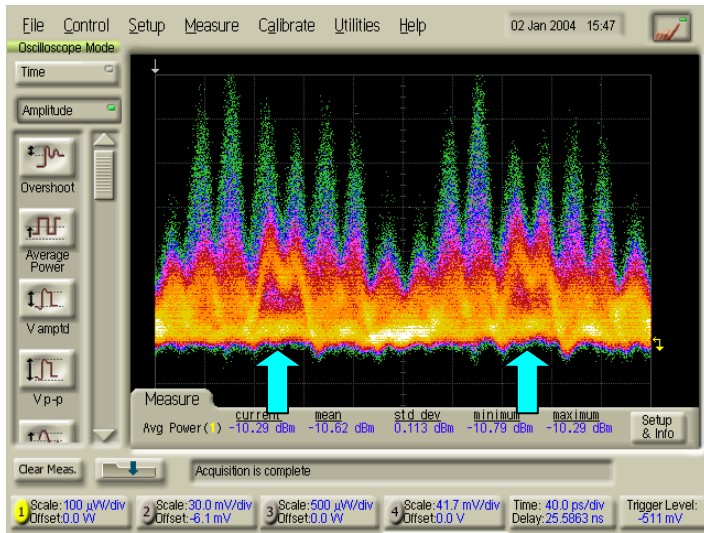 File Control Setup Measure Calibrate Utilities Help 02 Jan 2004 15:47
Oscilloscope Mode
Time
Amplitude
Overshoot
Average
Power
V amptd
V p-p
Measure
current mean std dev minimum maximum
Avg Power(1) -10.29 dBm -10.62 dBm 0.113 dBm -10.79 dBm -10.29 dBm
Setup
& Info
Clear Meas.
Acquisition is complete
1 Scale:100 µW/div
Offset:0.0 W
2 Scale:30.0 mV/div
Offset:-6.1 mV
3 Scale:500 µW/div
Offset:0.0 W
4 Scale:41.7 mV/div
Offset:0.0 V
Time: 40.0 ps/div
Delay:25.5863 ns
Trigger Level:
-511 mV